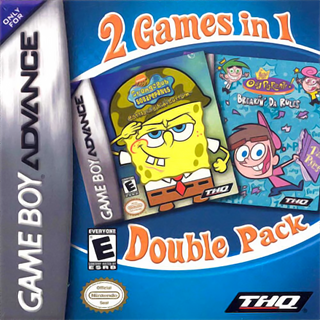 ONLY
FOR
GAME BOY ADVANCE
2 Games in 1
GAME BOY ADVANCE
SpongeBob
SQUAREPANTS
E
THQ
OddParents
BREAKIN' DA RULES
Double Pack
EVERYONE
E
ESRB
Official
Nintendo
Seal
THQ